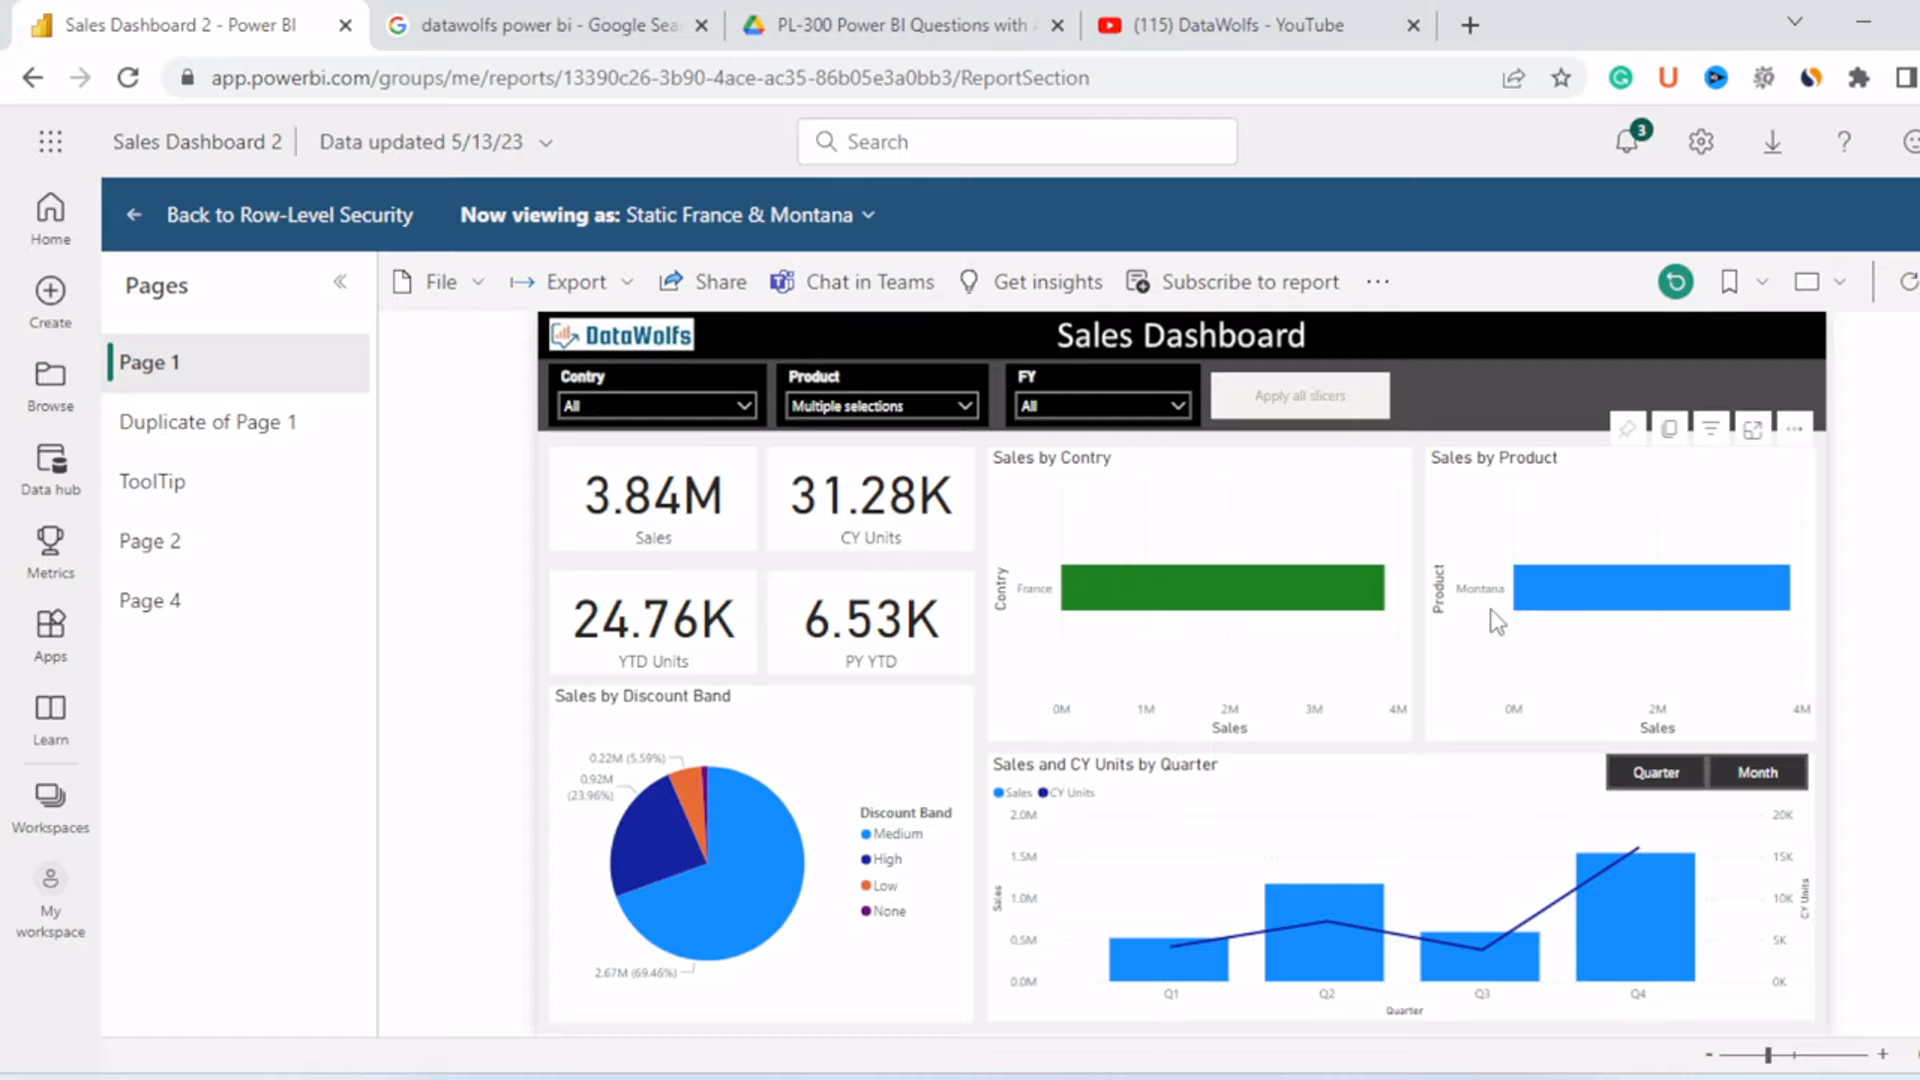 Sales Dashboard 2 - Power BI
datawolfs power bi - Google Sea
PL-300 Power BI Questions with
(115) DataWolfs - YouTube
app.powerbi.com/groups/me/reports/13390c26-3b90-4ace-ac35-86b05e3a0bb3/ReportSection
Sales Dashboard 2
Data updated 5/13/23
Search
3
Back to Row-Level Security
Now viewing as: Static France & Montana
Home
Create
Browse
Data hub
Metrics
Apps
Learn
Workspaces
My
workspace
Pages
Page 1
Duplicate of Page 1
ToolTip
Page 2
Page 4
File
Export
Share
Chat in Teams
Get insights
Subscribe to report
DataWolfs
Sales Dashboard
Contry
All
Product
Multiple selections
FY
All
Apply all slicers
3.84M
Sales
31.28K
CY Units
24.76K
YTD Units
6.53K
PY YTD
Sales by Contry
Contry
France
0M 1M 2M 3M 4M
Sales
Sales by Product
Product
Montana
0M 2M 4M
Sales
Sales by Discount Band
0.22M (5.59%)
0.92M
(23.96%)
2.67M (69.46%)
Discount Band
Medium
High
Low
None
Sales and CY Units by Quarter
Quarter
Month
Sales CY Units
2.0M
1.5M
1.0M
0.5M
0.0M
Sales
20K
15K
10K
5K
0K
CY Units
Q1 Q2 Q3 Q4
Quarter